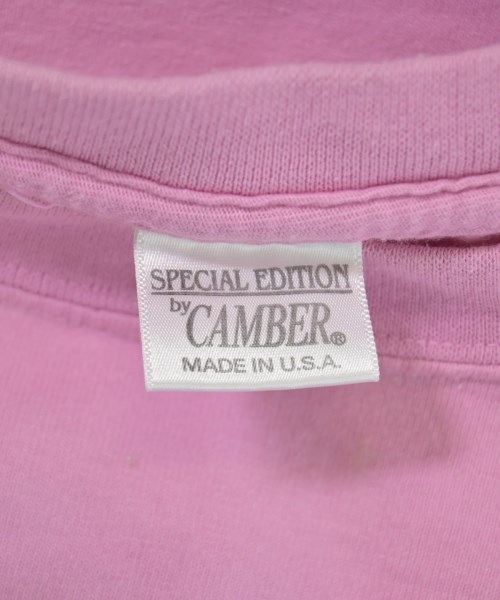 SPECIAL EDITION
by CAMBER®
MADE IN U.S.A.